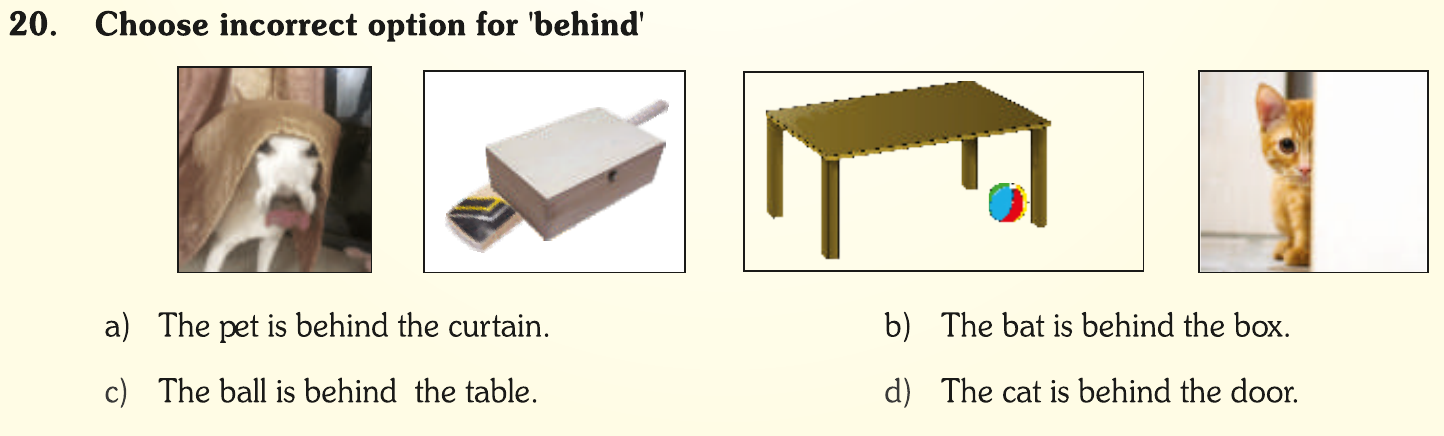 20. Choose incorrect option for 'behind'
a) The pet is behind the curtain. b) The bat is behind the box.
c) The ball is behind the table. d) The cat is behind the door.